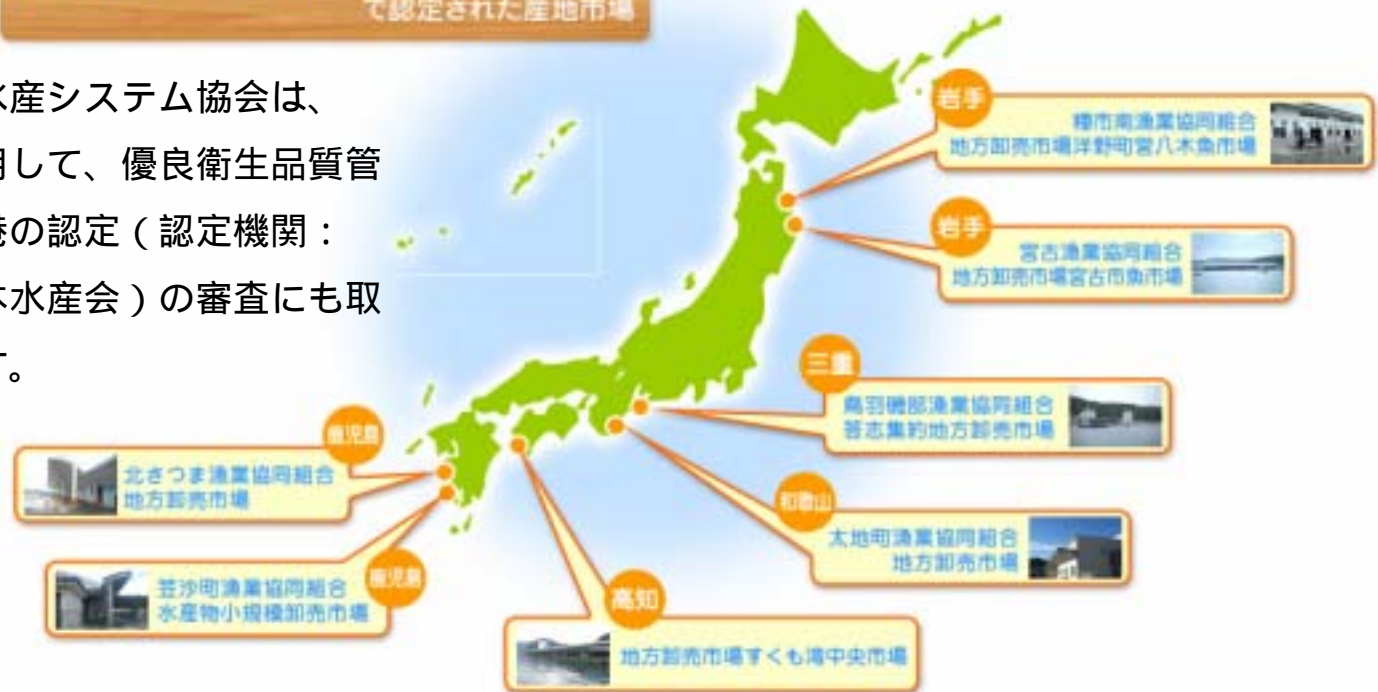 で認定された産地市場
水産システム協会は、
用して、優良衛生品質管
港の認定（認定機関：
本水産会）の審査にも取
す。
岩手
種市南漁業協同組合
地方卸売市場洋野町営八木魚市場
岩手
宮古漁業協同組合
地方卸売市場宮古市魚市場
三重
鳥羽磯部漁業協同組合
答志集約地方卸売市場
和歌山
太地町漁業協同組合
地方卸売市場
鹿児島
北さつま漁業協同組合
地方卸売市場
鹿児島
笠沙町漁業協同組合
水産物小規模卸売市場
高知
地方卸売市場すくも湾中央市場